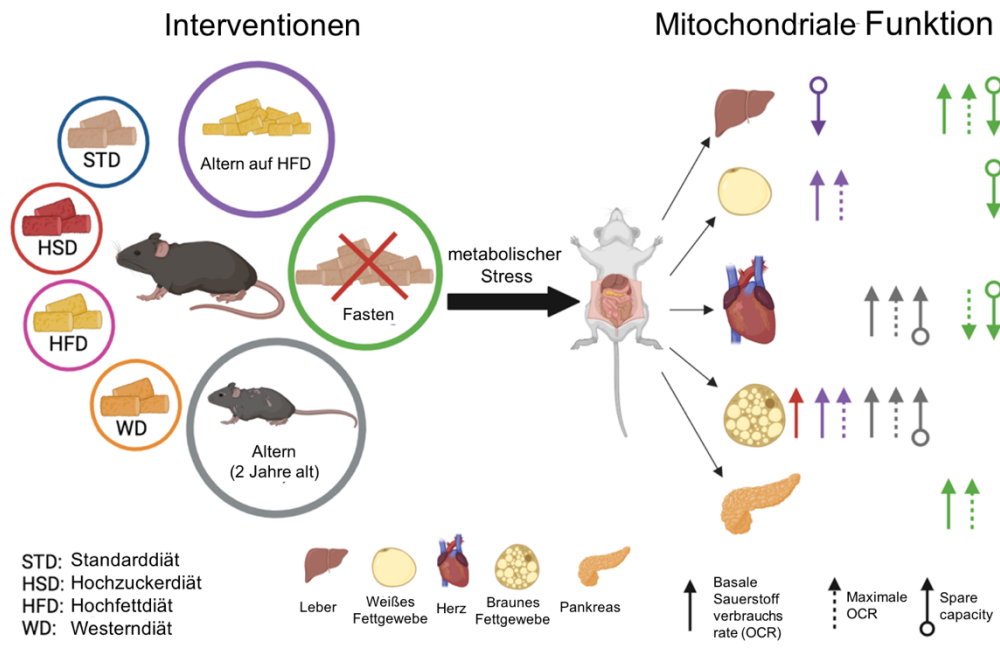 Interventionen
Mitochondriale Funktion
STD
Altern auf HFD
HSD
HFD
WD
Fasten
Altern
(2 Jahre alt)
metabolischer
Stress
STD: Standarddiät
HSD: Hochzuckerdiät
HFD: Hochfettdiät
WD: Westerndiät
Leber
Weißes
Fettgewebe
Herz
Braunes
Fettgewebe
Pankreas
Basale
Sauerstoff
verbrauchs
rate (OCR)
Maximale
OCR
Spare
capacity